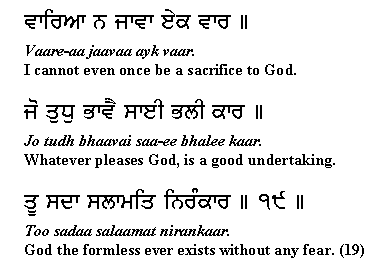 ਵਾਰਿਆ ਨ ਜਾਵਾ ਏਕ ਵਾਰ ॥
Vaare-aa jaavaa ayk vaar.
I cannot even once be a sacrifice to God.
ਜੋ ਤੁਧੁ ਭਾਵੈ ਸਾਈ ਭਲੀ ਕਾਰ ॥
Jo tudh bhaavai saa-ee bhalee kaar.
Whatever pleases God, is a good undertaking.
ਤੂ ਸਦਾ ਸਲਾਮਤਿ ਨਿਰੰਕਾਰ ॥ ੧੯ ॥
Too sadaa salaamat nirankaar.
God the formless ever exists without any fear. (19)